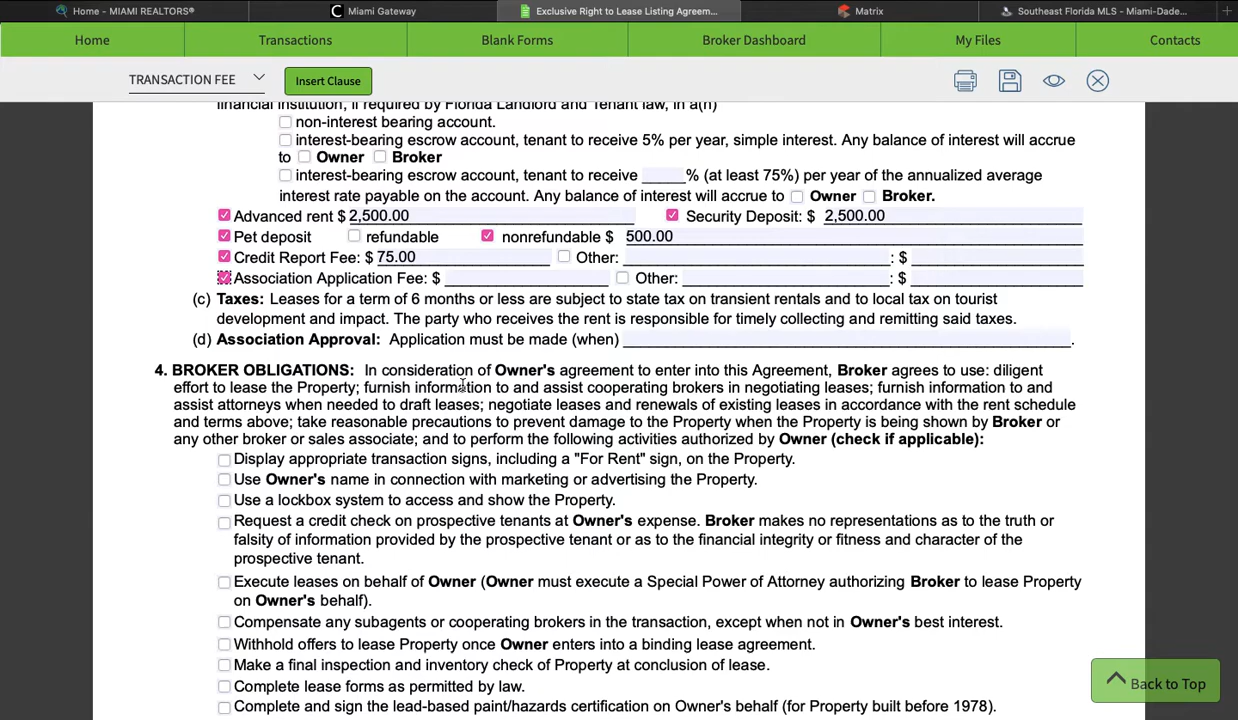 Home - MIAMI REALTORS®
Miami Gateway
Exclusive Right to Lease Listing Agreem...
Matrix
Southeast Florida MLS - Miami-Dade...
Home
Transactions
Blank Forms
Broker Dashboard
My Files
Contacts
TRANSACTION FEE
Insert Clause
financial institution, if required by Florida Landlord and Tenant law, in a(n)
non-interest bearing account.
interest-bearing escrow account, tenant to receive 5% per year, simple interest. Any balance of interest will accrue
to Owner Broker
interest-bearing escrow account, tenant to receive _____% (at least 75%) per year of the annualized average
interest rate payable on the account. Any balance of interest will accrue to Owner Broker.
Advanced rent $ 2,500.00 Security Deposit: $ 2,500.00
Pet deposit refundable nonrefundable $ 500.00
Credit Report Fee: $ 75.00 Other: : $
Association Application Fee: $ Other: : $
(c) Taxes: Leases for a term of 6 months or less are subject to state tax on transient rentals and to local tax on tourist
development and impact. The party who receives the rent is responsible for timely collecting and remitting said taxes.
(d) Association Approval: Application must be made (when) .
4. BROKER OBLIGATIONS: In consideration of Owner's agreement to enter into this Agreement, Broker agrees to use: diligent
effort to lease the Property; furnish information to and assist cooperating brokers in negotiating leases; furnish information to and
assist attorneys when needed to draft leases; negotiate leases and renewals of existing leases in accordance with the rent schedule
and terms above; take reasonable precautions to prevent damage to the Property when the Property is being shown by Broker or
any other broker or sales associate; and to perform the following activities authorized by Owner (check if applicable):
Display appropriate transaction signs, including a "For Rent" sign, on the Property.
Use Owner's name in connection with marketing or advertising the Property.
Use a lockbox system to access and show the Property.
Request a credit check on prospective tenants at Owner's expense. Broker makes no representations as to the truth or
falsity of information provided by the prospective tenant or as to the financial integrity or fitness and character of the
prospective tenant.
Execute leases on behalf of Owner (Owner must execute a Special Power of Attorney authorizing Broker to lease Property
on Owner's behalf).
Compensate any subagents or cooperating brokers in the transaction, except when not in Owner's best interest.
Withhold offers to lease Property once Owner enters into a binding lease agreement.
Make a final inspection and inventory check of Property at conclusion of lease.
Complete lease forms as permitted by law.
Complete and sign the lead-based paint/hazards certification on Owner's behalf (for Property built before 1978).
Back to Top